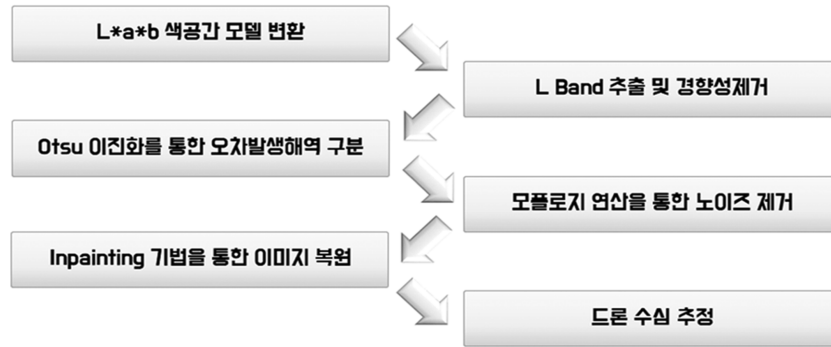 L*a*b 색공간 모델 변환
L Band 추출 및 경향성제거
Otsu 이진화를 통한 오차발생해역 구분
모폴로지 연산을 통한 노이즈 제거
Inpainting 기법을 통한 이미지 복원
드론 수심 추정